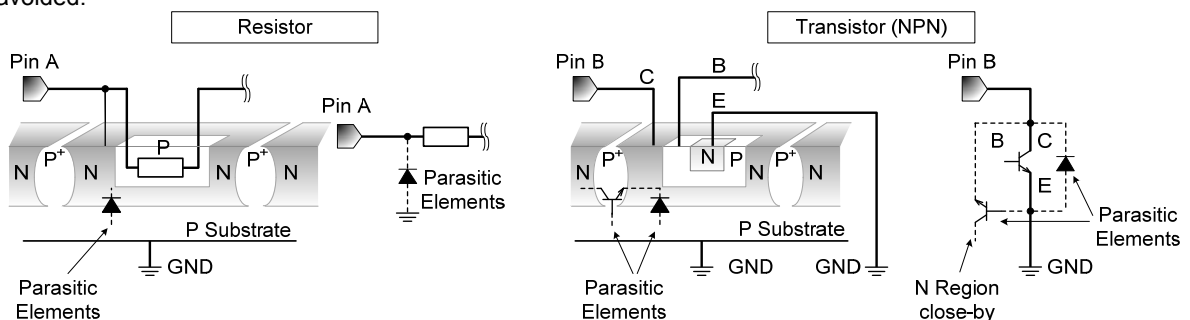 avoided.
Resistor
Transistor (NPN)
Pin A
Pin A
N
P+
N
P
N
P+
N
Parasitic
Elements
P Substrate
GND
Parasitic
Elements
Pin B
C
B
E
N
P+
N
N
P
N
P+
N
P Substrate
GND
GND
Parasitic
Elements
Pin B
B
C
E
Parasitic
Elements
GND
N Region
close-by